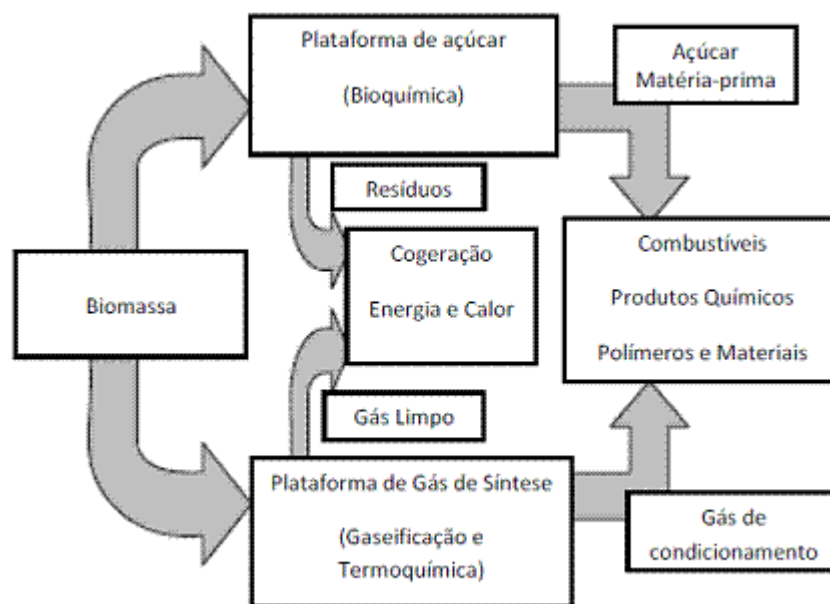 Plataforma de açúcar
(Bioquímica)
Açúcar
Matéria-prima
Resíduos
Cogeração
Energia e Calor
Combustíveis
Produtos Químicos
Polímeros e Materiais
Biomassa
Gás Limpo
Plataforma de Gás de Síntese
(Gaseificação e
Termoquímica)
Gás de
condicionamento